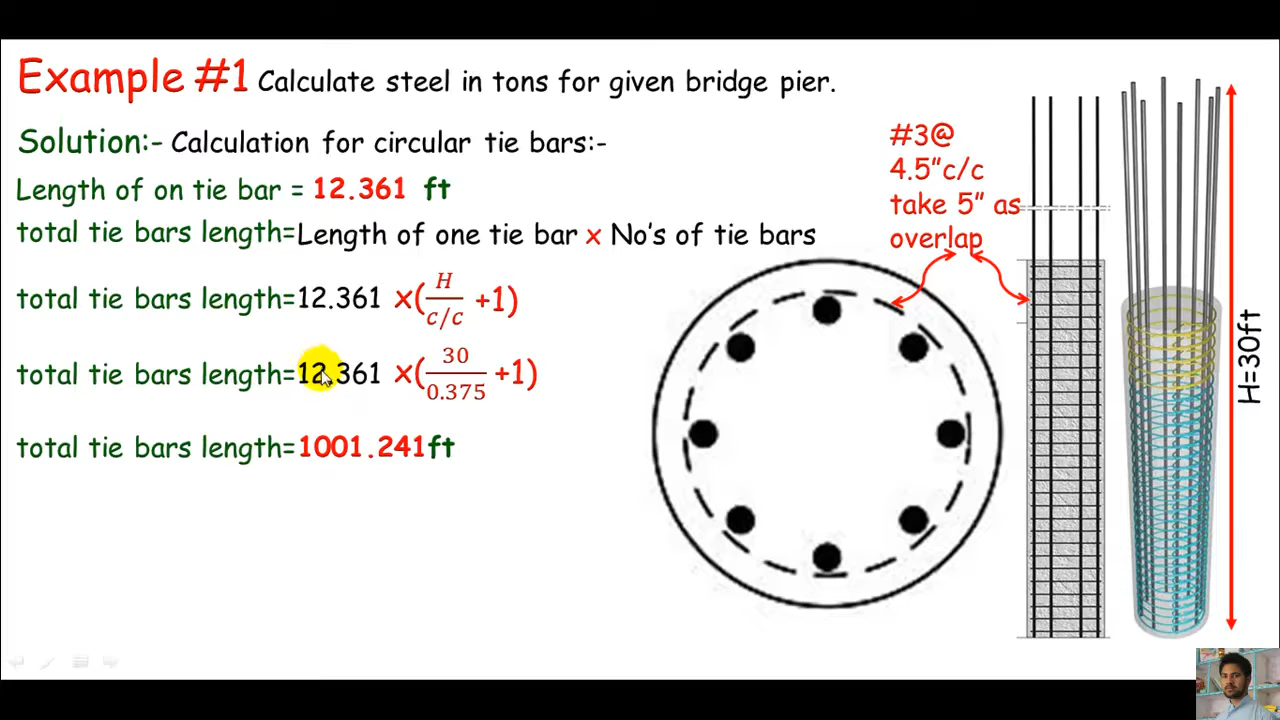 Example #1 Calculate steel in tons for given bridge pier.
Solution:- Calculation for circular tie bars:-
Length of on tie bar = 12.361 ft
total tie bars length=Length of one tie bar x No's of tie bars
total tie bars length=12.361 x(H/c/c +1)
total tie bars length=12.361 x(30/0.375 +1)
total tie bars length=1001.241ft
#3@
4.5"c/c
take 5" as
overlap
H=30ft